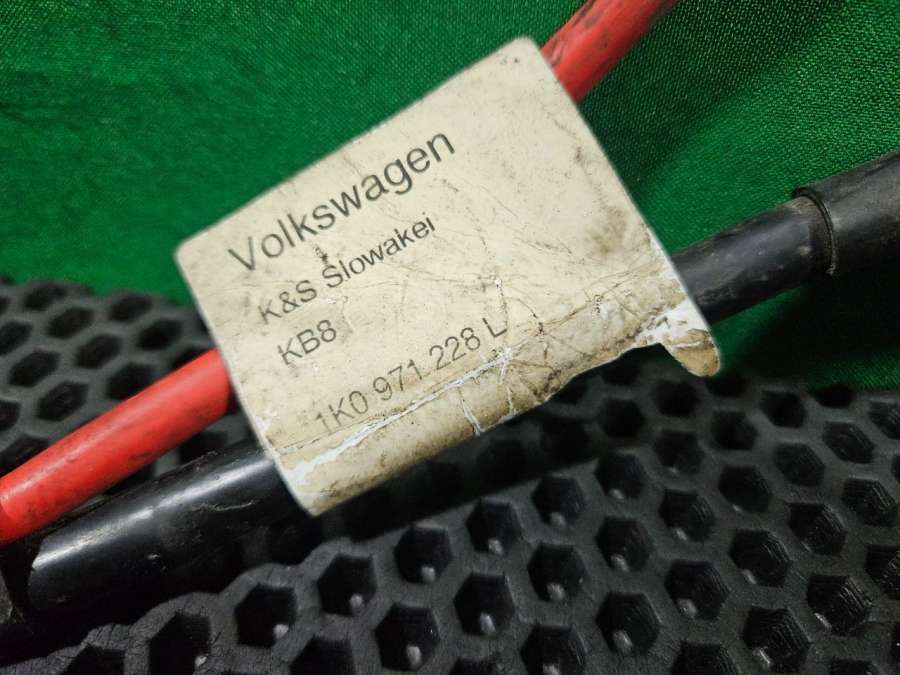 Volkswagen
K&S Slowakei
KB8
1K0 971 228 L